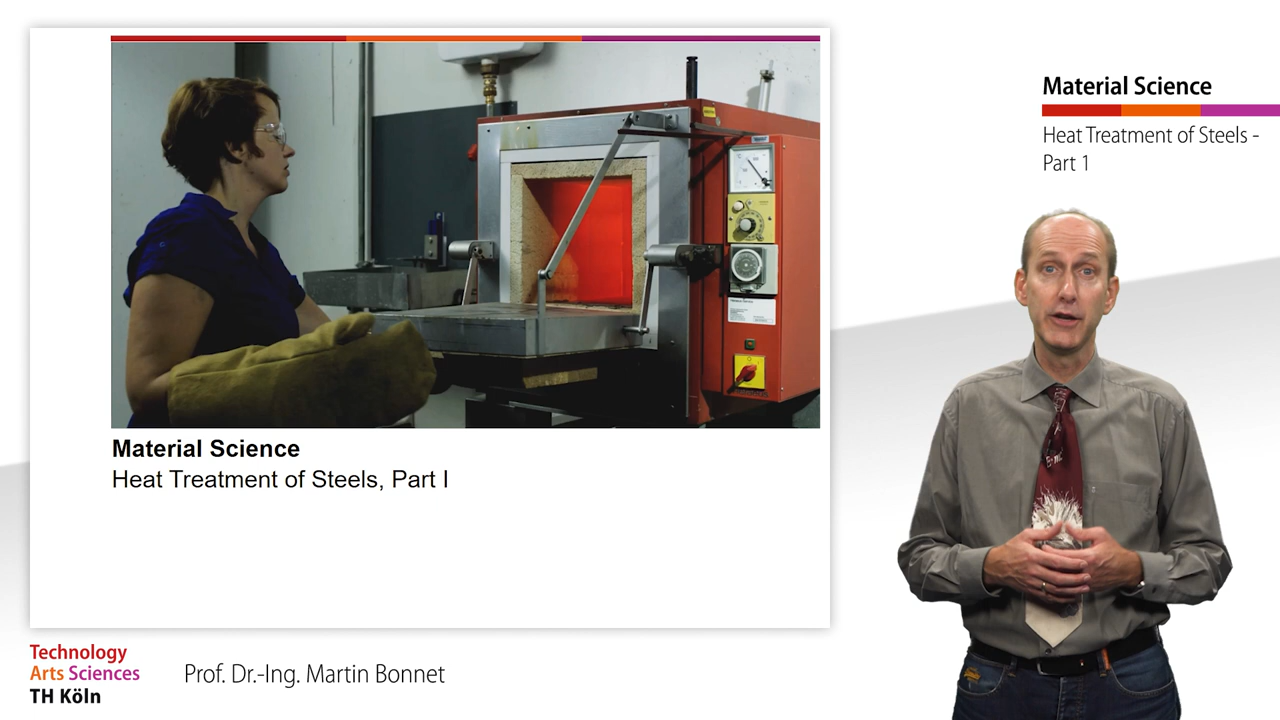 Material Science
Heat Treatment of Steels, Part I
Material Science
Heat Treatment of Steels -
Part 1
Technology
Arts Sciences
TH Köln
Prof. Dr.-Ing. Martin Bonnet